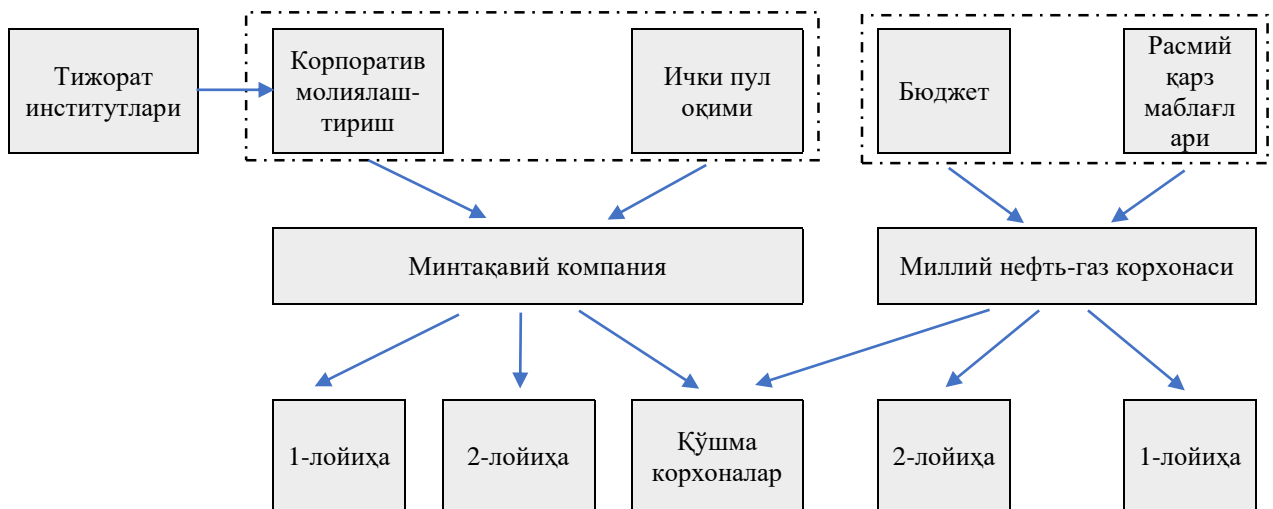 Тижорат
институтлари
Корпоратив
молиялаш-
тириш
Ички пул
оқими
Бюджет
Расмий
қарз
маблағл
ари
Минтақавий компания
Миллий нефть-газ корхонаси
1-лойиҳа
2-лойиҳа
Қўшма
корхоналар
2-лойиҳа
1-лойиҳа